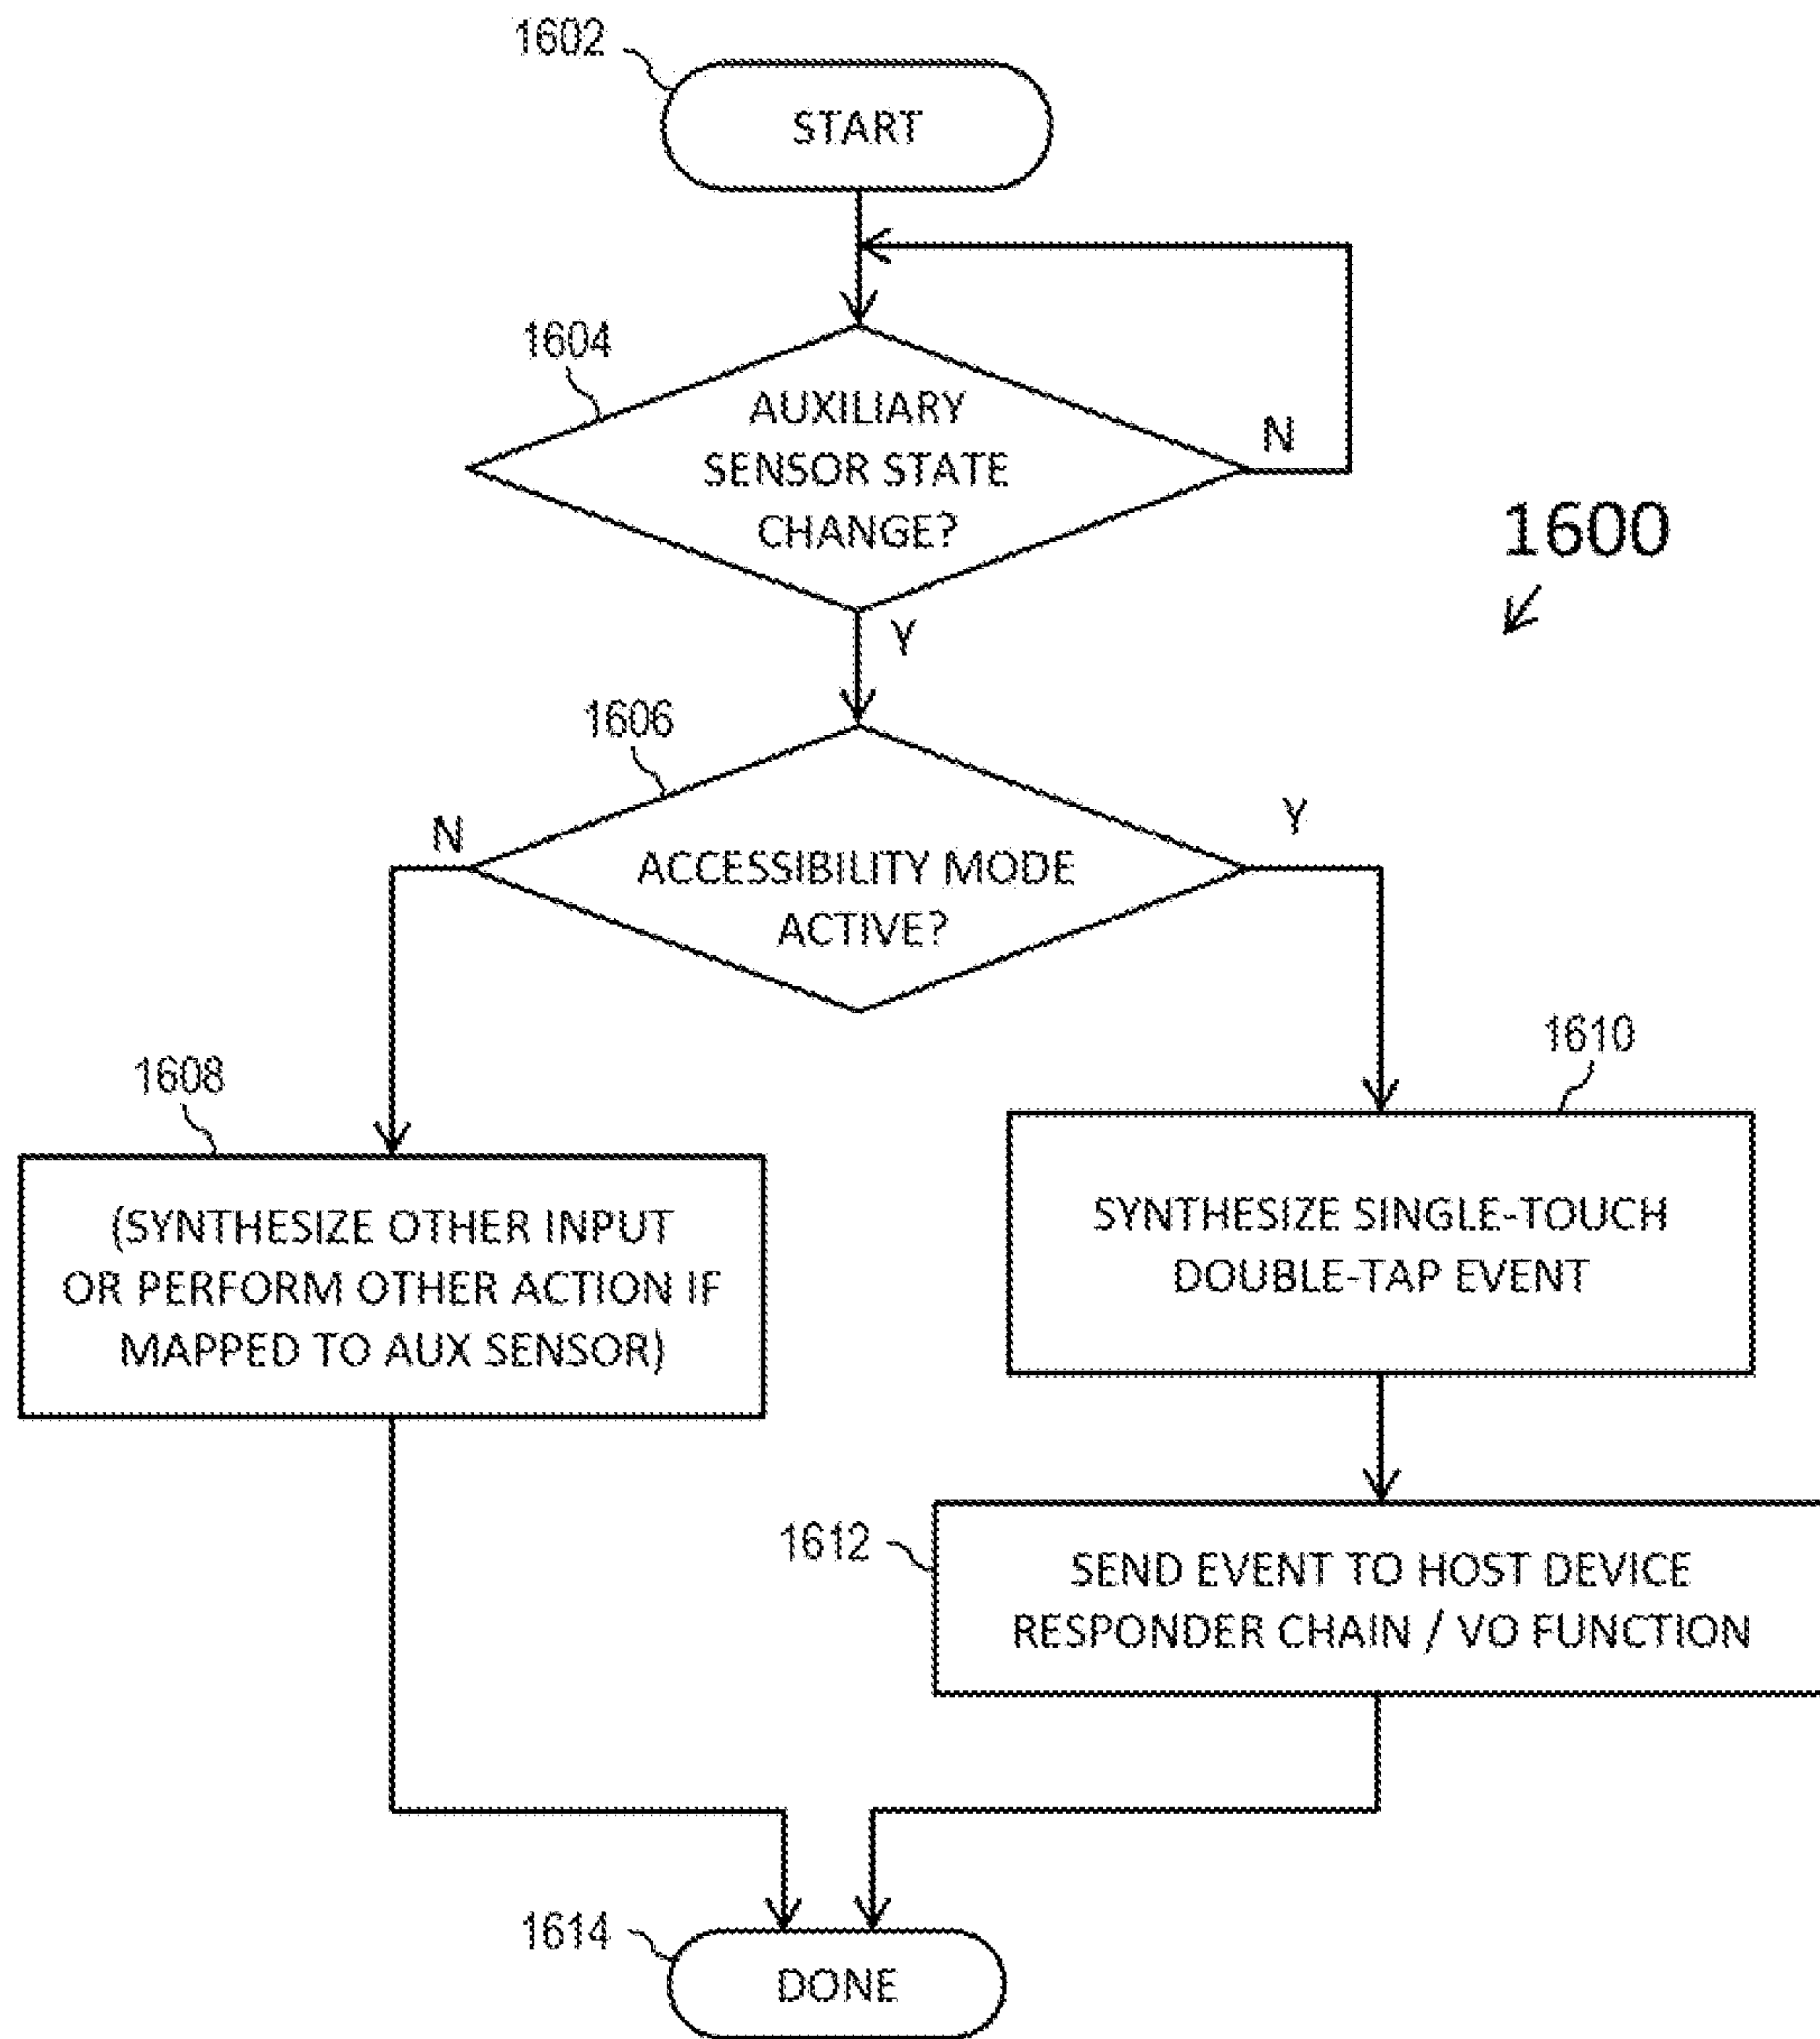 1602
START
1604
AUXILIARY
SENSOR STATE
CHANGE?
N
1600
Y
1606
N
Y
ACCESSIBILITY MODE
ACTIVE?
1608
(SYNTHESIZE OTHER INPUT
OR PERFORM OTHER ACTION IF
MAPPED TO AUX SENSOR)
1610
SYNTHESIZE SINGLE-TOUCH
DOUBLE-TAP EVENT
1612
SEND EVENT TO HOST DEVICE
RESPONDER CHAIN / VO FUNCTION
1614
DONE